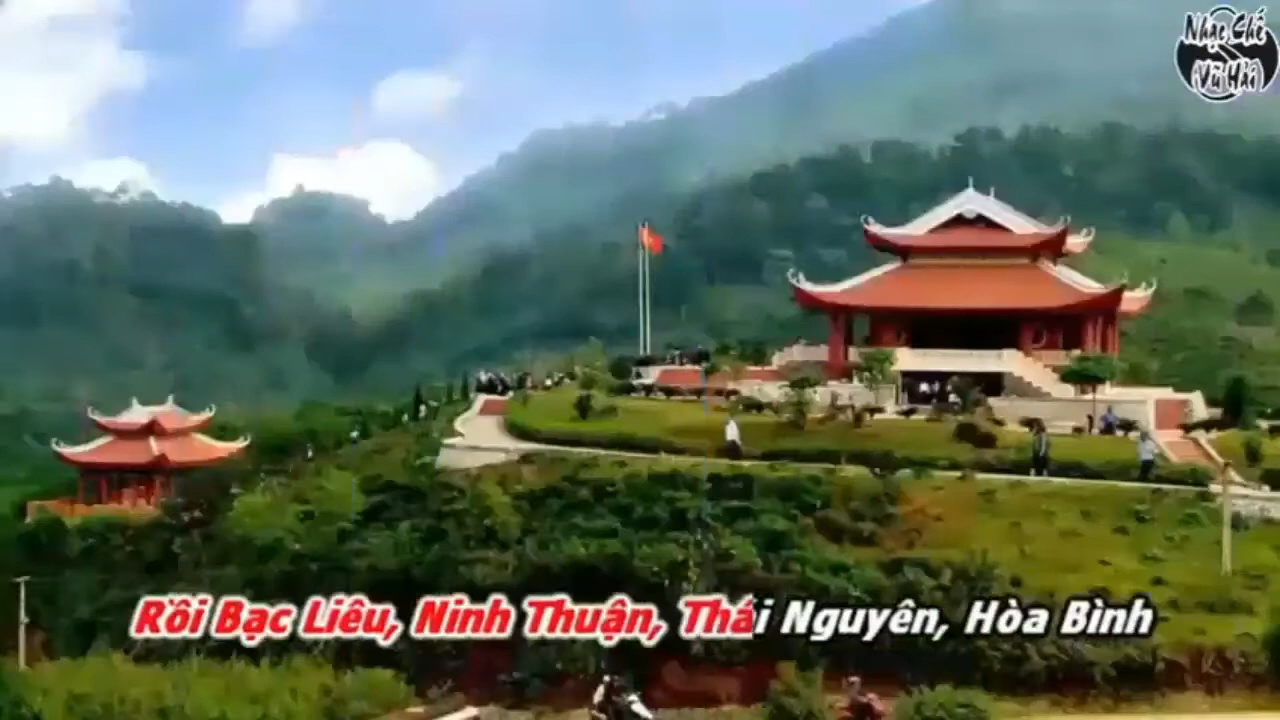 Nhạc Chế
Vũ Hải
Rồi Bạc Liêu, Ninh Thuận, Thái Nguyên, Hòa Bình